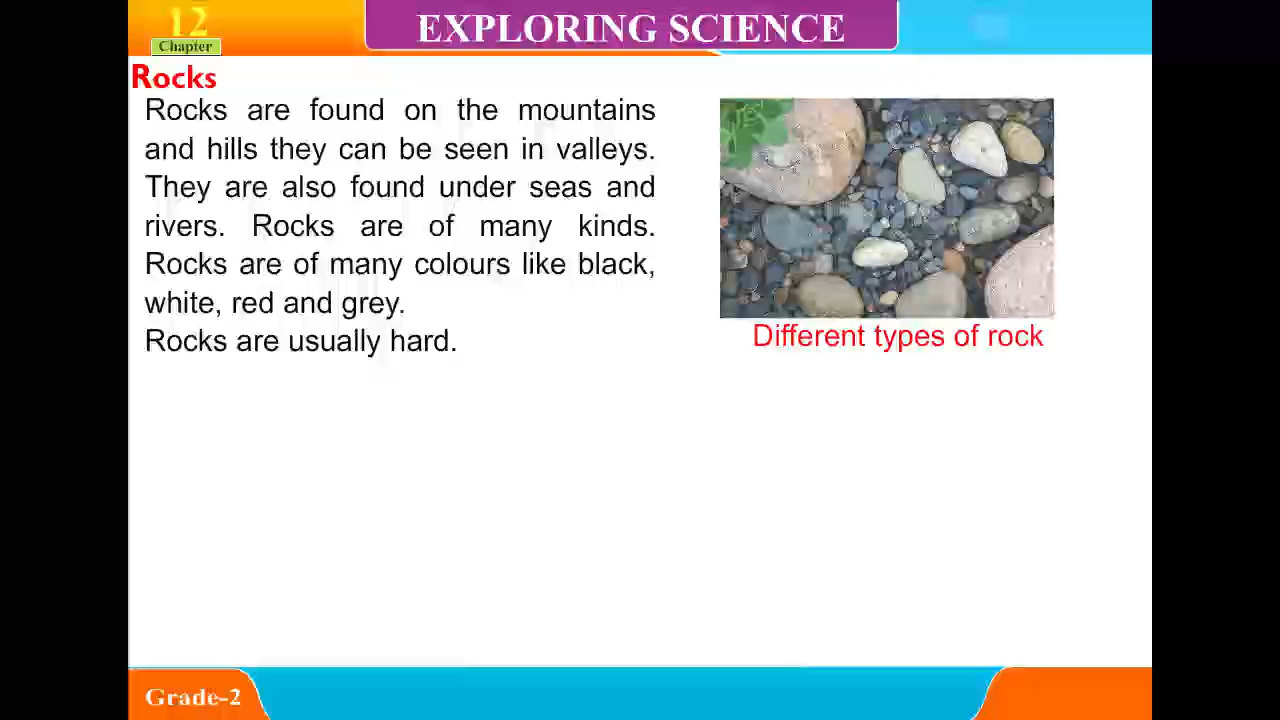 12
Chapter
EXPLORING SCIENCE
Rocks
Rocks are found on the mountains
and hills they can be seen in valleys.
They are also found under seas and
rivers. Rocks are of many kinds.
Rocks are of many colours like black,
white, red and grey.
Rocks are usually hard.
Different types of rock
Grade-2